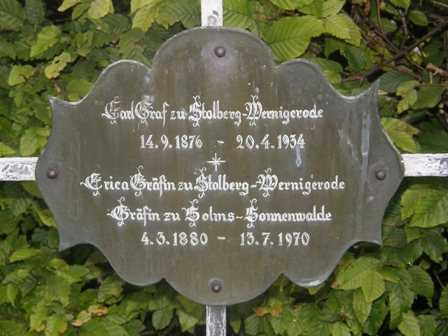 Carl Graf zu Stolberg-Wernigerode
14.9.1876 - 20.4.1934
Erica Gräfin zu Stolberg-Wernigerode
Gräfin zu Solms-Sonnenwalde
4.3.1880 - 13.7.1970